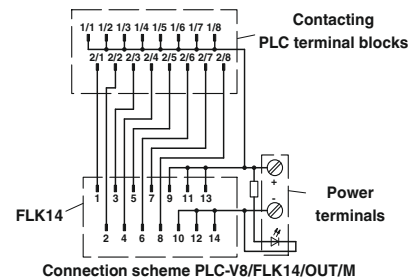 Contacting
PLC terminal blocks
1/1 1/2 1/3 1/4 1/5 1/6 1/7 1/8
2/1 2/2 2/3 2/4 2/5 2/6 2/7 2/8
+
-
1 3 5 7 9 11 13
FLK14
2 4 6 8 10 12 14
Power
terminals
Connection scheme PLC-V8/FLK14/OUT/M